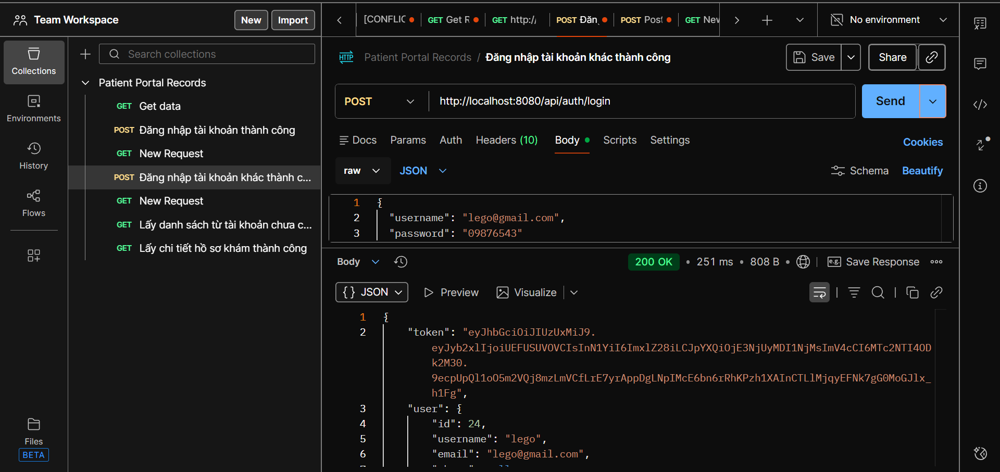 Team Workspace
New
Import
[CONFLIC
GET Get R
GET http://
POST Đăn
POST Post
GET New
No environment
Collections
Environments
History
Flows
Files
BETA
Search collections
Patient Portal Records
GET Get data
POST Đăng nhập tài khoản thành công
GET New Request
POST Đăng nhập tài khoản khác thành c...
GET New Request
GET Lấy danh sách từ tài khoản chưa c...
GET Lấy chi tiết hồ sơ khám thành công
HTTP Patient Portal Records / Đăng nhập tài khoản khác thành công
Save
Share
POST http://localhost:8080/api/auth/login
Send
Docs Params Auth Headers (10) Body Scripts Settings
Cookies
raw JSON
Schema Beautify
1 {
2 "username": "lego@gmail.com",
3 "password": "09876543"
Body
200 OK • 251 ms • 808 B • e.g. Save Response
{} JSON Preview Visualize
1 {
2 "token": "eyJhbGciOiJIUzUxMiJ9.
eyJyb2xlIjoiUEFUSUVOVCIsInN1YiI6ImxlZ28iLCJpYXQiOjE3NjUyMDI1NjMsImV4cCI6MTc2NTI4OD
k2M30.
9ecpUpQl1oO5m2VQj8mzLmVCfLrE7yrAppDgLNpIMcE6bn6rRhKPzh1XAInCTLlMjqyEFNk7gG0MoGJlx_
h1Fg",
3 "user": {
4 "id": 24,
5 "username": "lego",
6 "email": "lego@gmail.com",